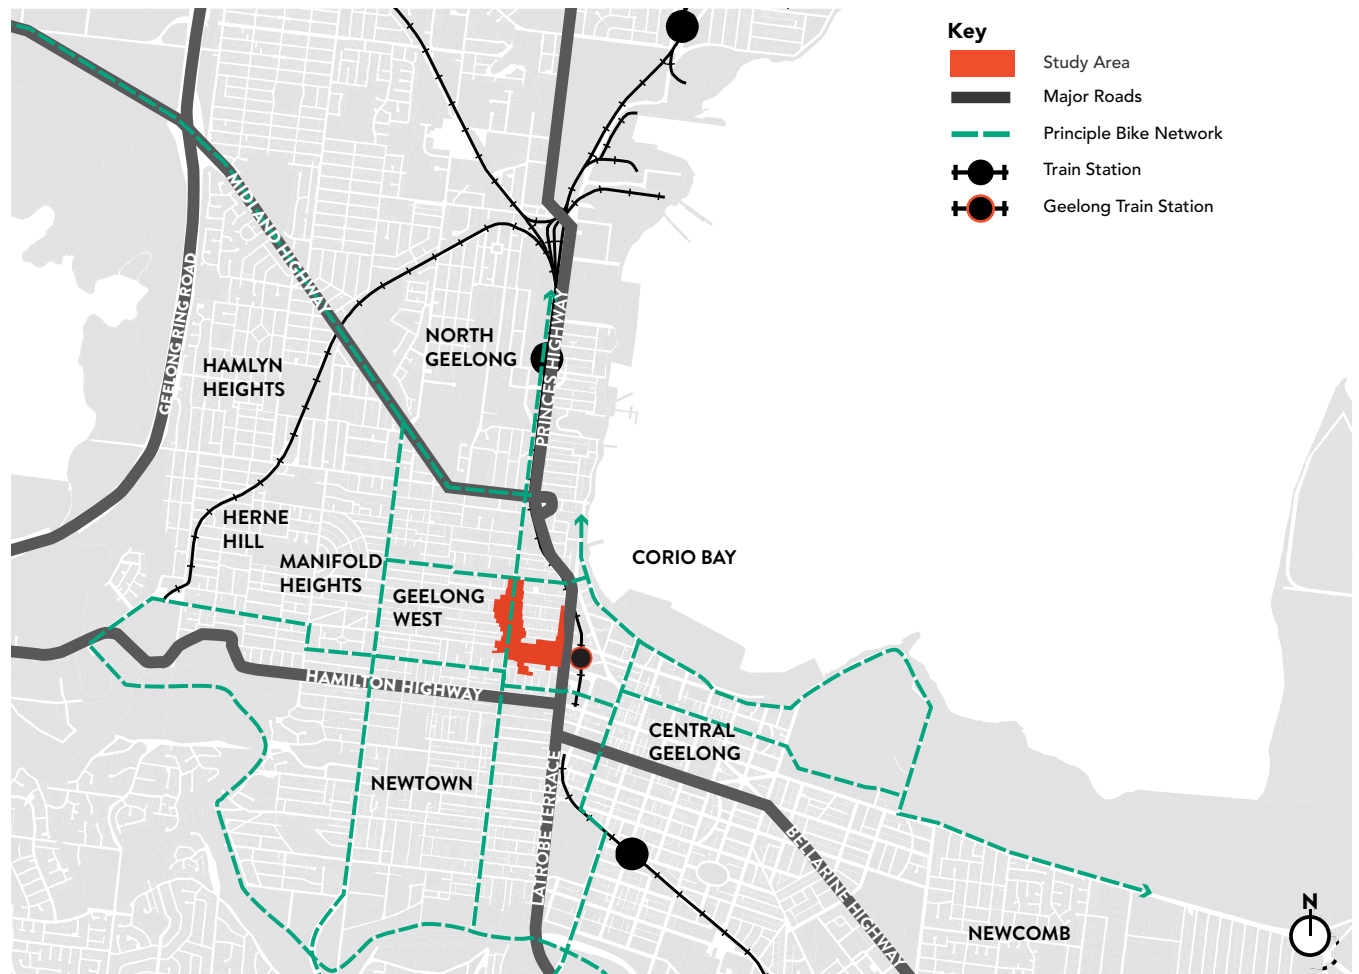 Key
Study Area
Major Roads
Principle Bike Network
Train Station
Geelong Train Station
MIDLAND HIGHWAY
GEELONG RING ROAD
PRINCES HIGHWAY
NORTH
GEELONG
HAMLYN
HEIGHTS
HERNE
HILL
MANIFOLD
HEIGHTS
CORIO BAY
GEELONG
WEST
HAMILTON HIGHWAY
CENTRAL
GEELONG
NEWTOWN
LATROBE TERRACE
BELLARINE HIGHWAY
NEWCOMB
N